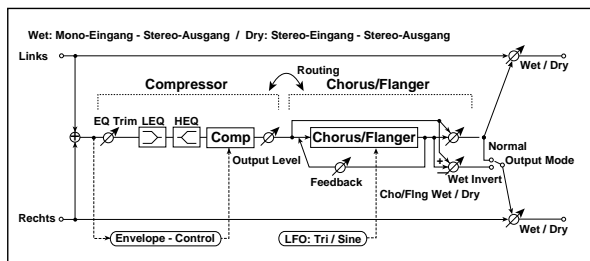 Wet: Mono-Eingang - Stereo-Ausgang / Dry: Stereo-Eingang - Stereo-Ausgang
Links
Wet / Dry
Routing
Compressor
Chorus/Flanger
EQ Trim
LEQ
HEQ
Comp
Chorus/Flanger
Normal
Output Level
Output Mode
Feedback
+
-
Wet Invert
Cho/Flng Wet / Dry
Rechts
Wet / Dry
Envelope - Control
LFO: Tri / Sine